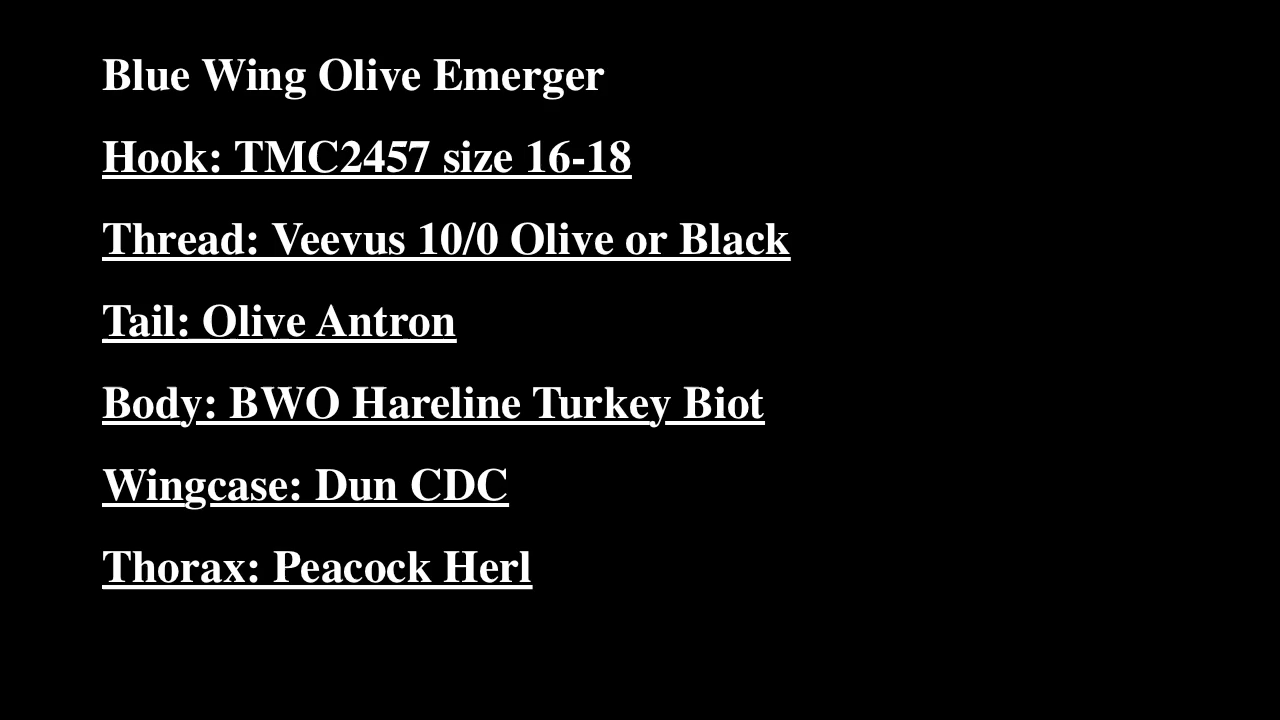 Blue Wing Olive Emerger
Hook: TMC2457 size 16-18
Thread: Veevus 10/0 Olive or Black
Tail: Olive Antron
Body: BWO Hareline Turkey Biot
Wingcase: Dun CDC
Thorax: Peacock Herl